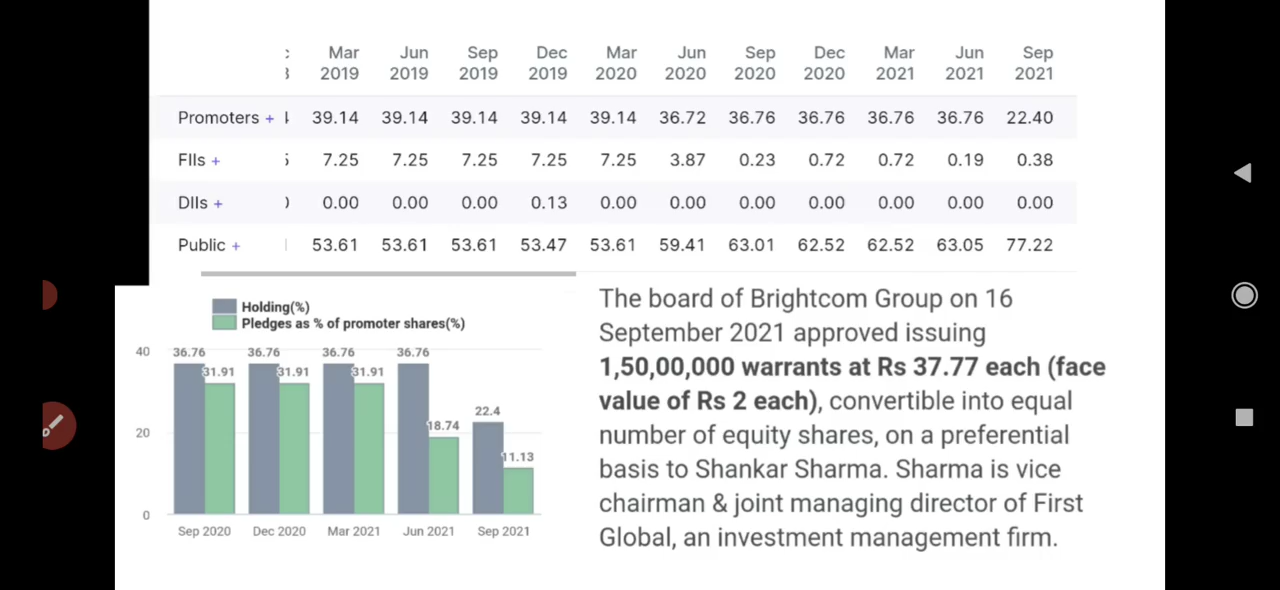 Mar Jun Sep Dec Mar Jun Sep Dec Mar Jun Sep
2019 2019 2019 2019 2020 2020 2020 2020 2021 2021 2021
Promoters + 39.14 39.14 39.14 39.14 39.14 36.72 36.76 36.76 36.76 36.76 22.40
FIIs + 7.25 7.25 7.25 7.25 7.25 3.87 0.23 0.72 0.72 0.19 0.38
DIIs + 0.00 0.00 0.00 0.13 0.00 0.00 0.00 0.00 0.00 0.00 0.00
Public + 53.61 53.61 53.61 53.47 53.61 59.41 63.01 62.52 62.52 63.05 77.22
Holding(%)
Pledges as % of promoter shares(%)
40
20
0
36.76 36.76 36.76 36.76
31.91 31.91 31.91
22.4
18.74
11.13
Sep 2020 Dec 2020 Mar 2021 Jun 2021 Sep 2021
The board of Brightcom Group on 16
September 2021 approved issuing
1,50,00,000 warrants at Rs 37.77 each (face
value of Rs 2 each), convertible into equal
number of equity shares, on a preferential
basis to Shankar Sharma. Sharma is vice
chairman & joint managing director of First
Global, an investment management firm.